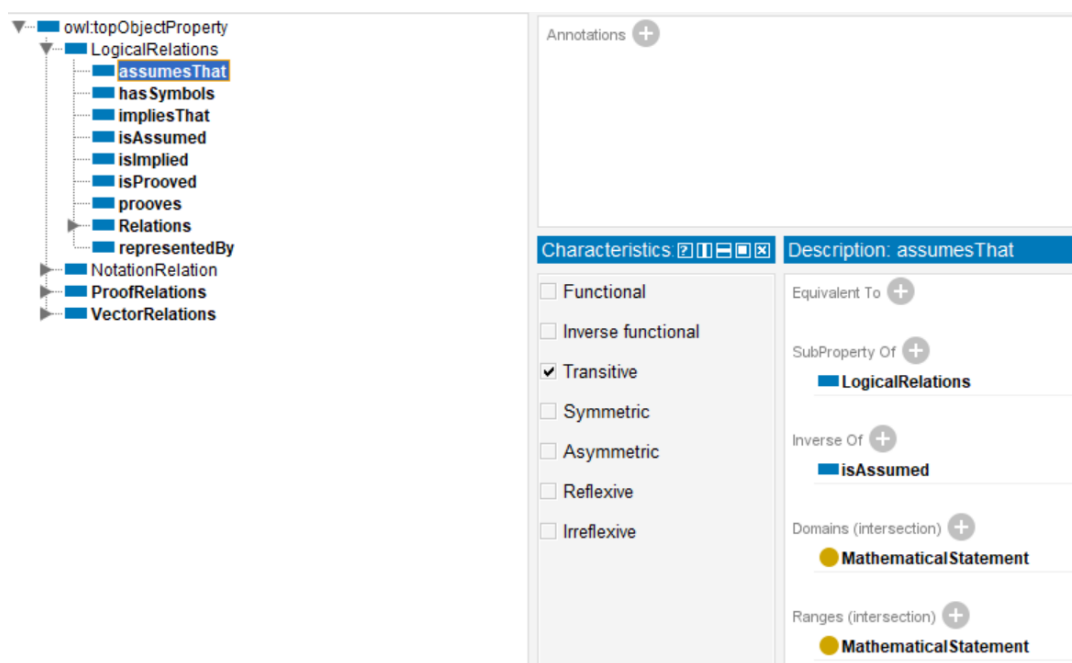 owl:topObjectProperty
LogicalRelations
assumesThat
hasSymbols
impliesThat
isAssumed
isImplied
isProoved
prooves
Relations
representedBy
NotationRelation
ProofRelations
VectorRelations
Annotations
Characteristics:
Functional
Inverse functional
Transitive
Symmetric
Asymmetric
Reflexive
Irreflexive
Description: assumesThat
Equivalent To
SubProperty Of
LogicalRelations
Inverse Of
isAssumed
Domains (intersection)
MathematicalStatement
Ranges (intersection)
MathematicalStatement